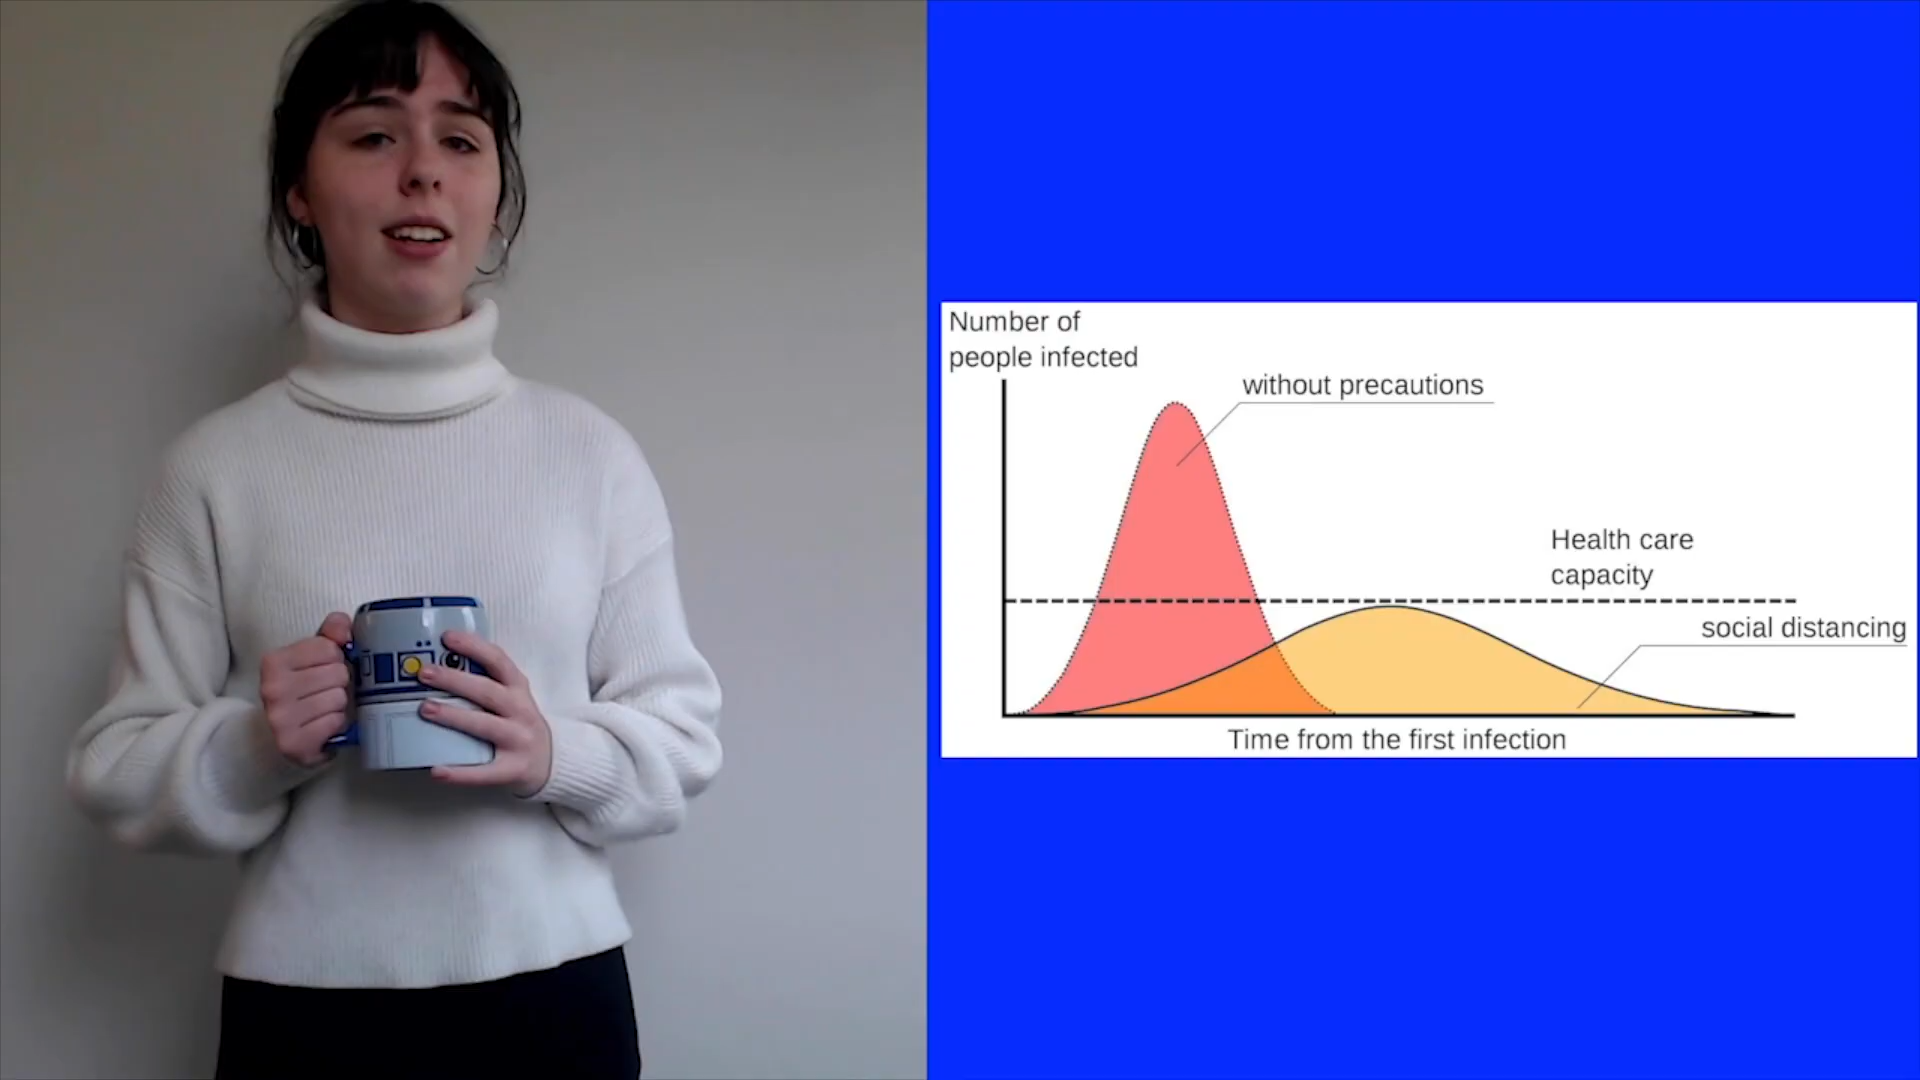 Number of
people infected
without precautions
Health care
capacity
social distancing
Time from the first infection